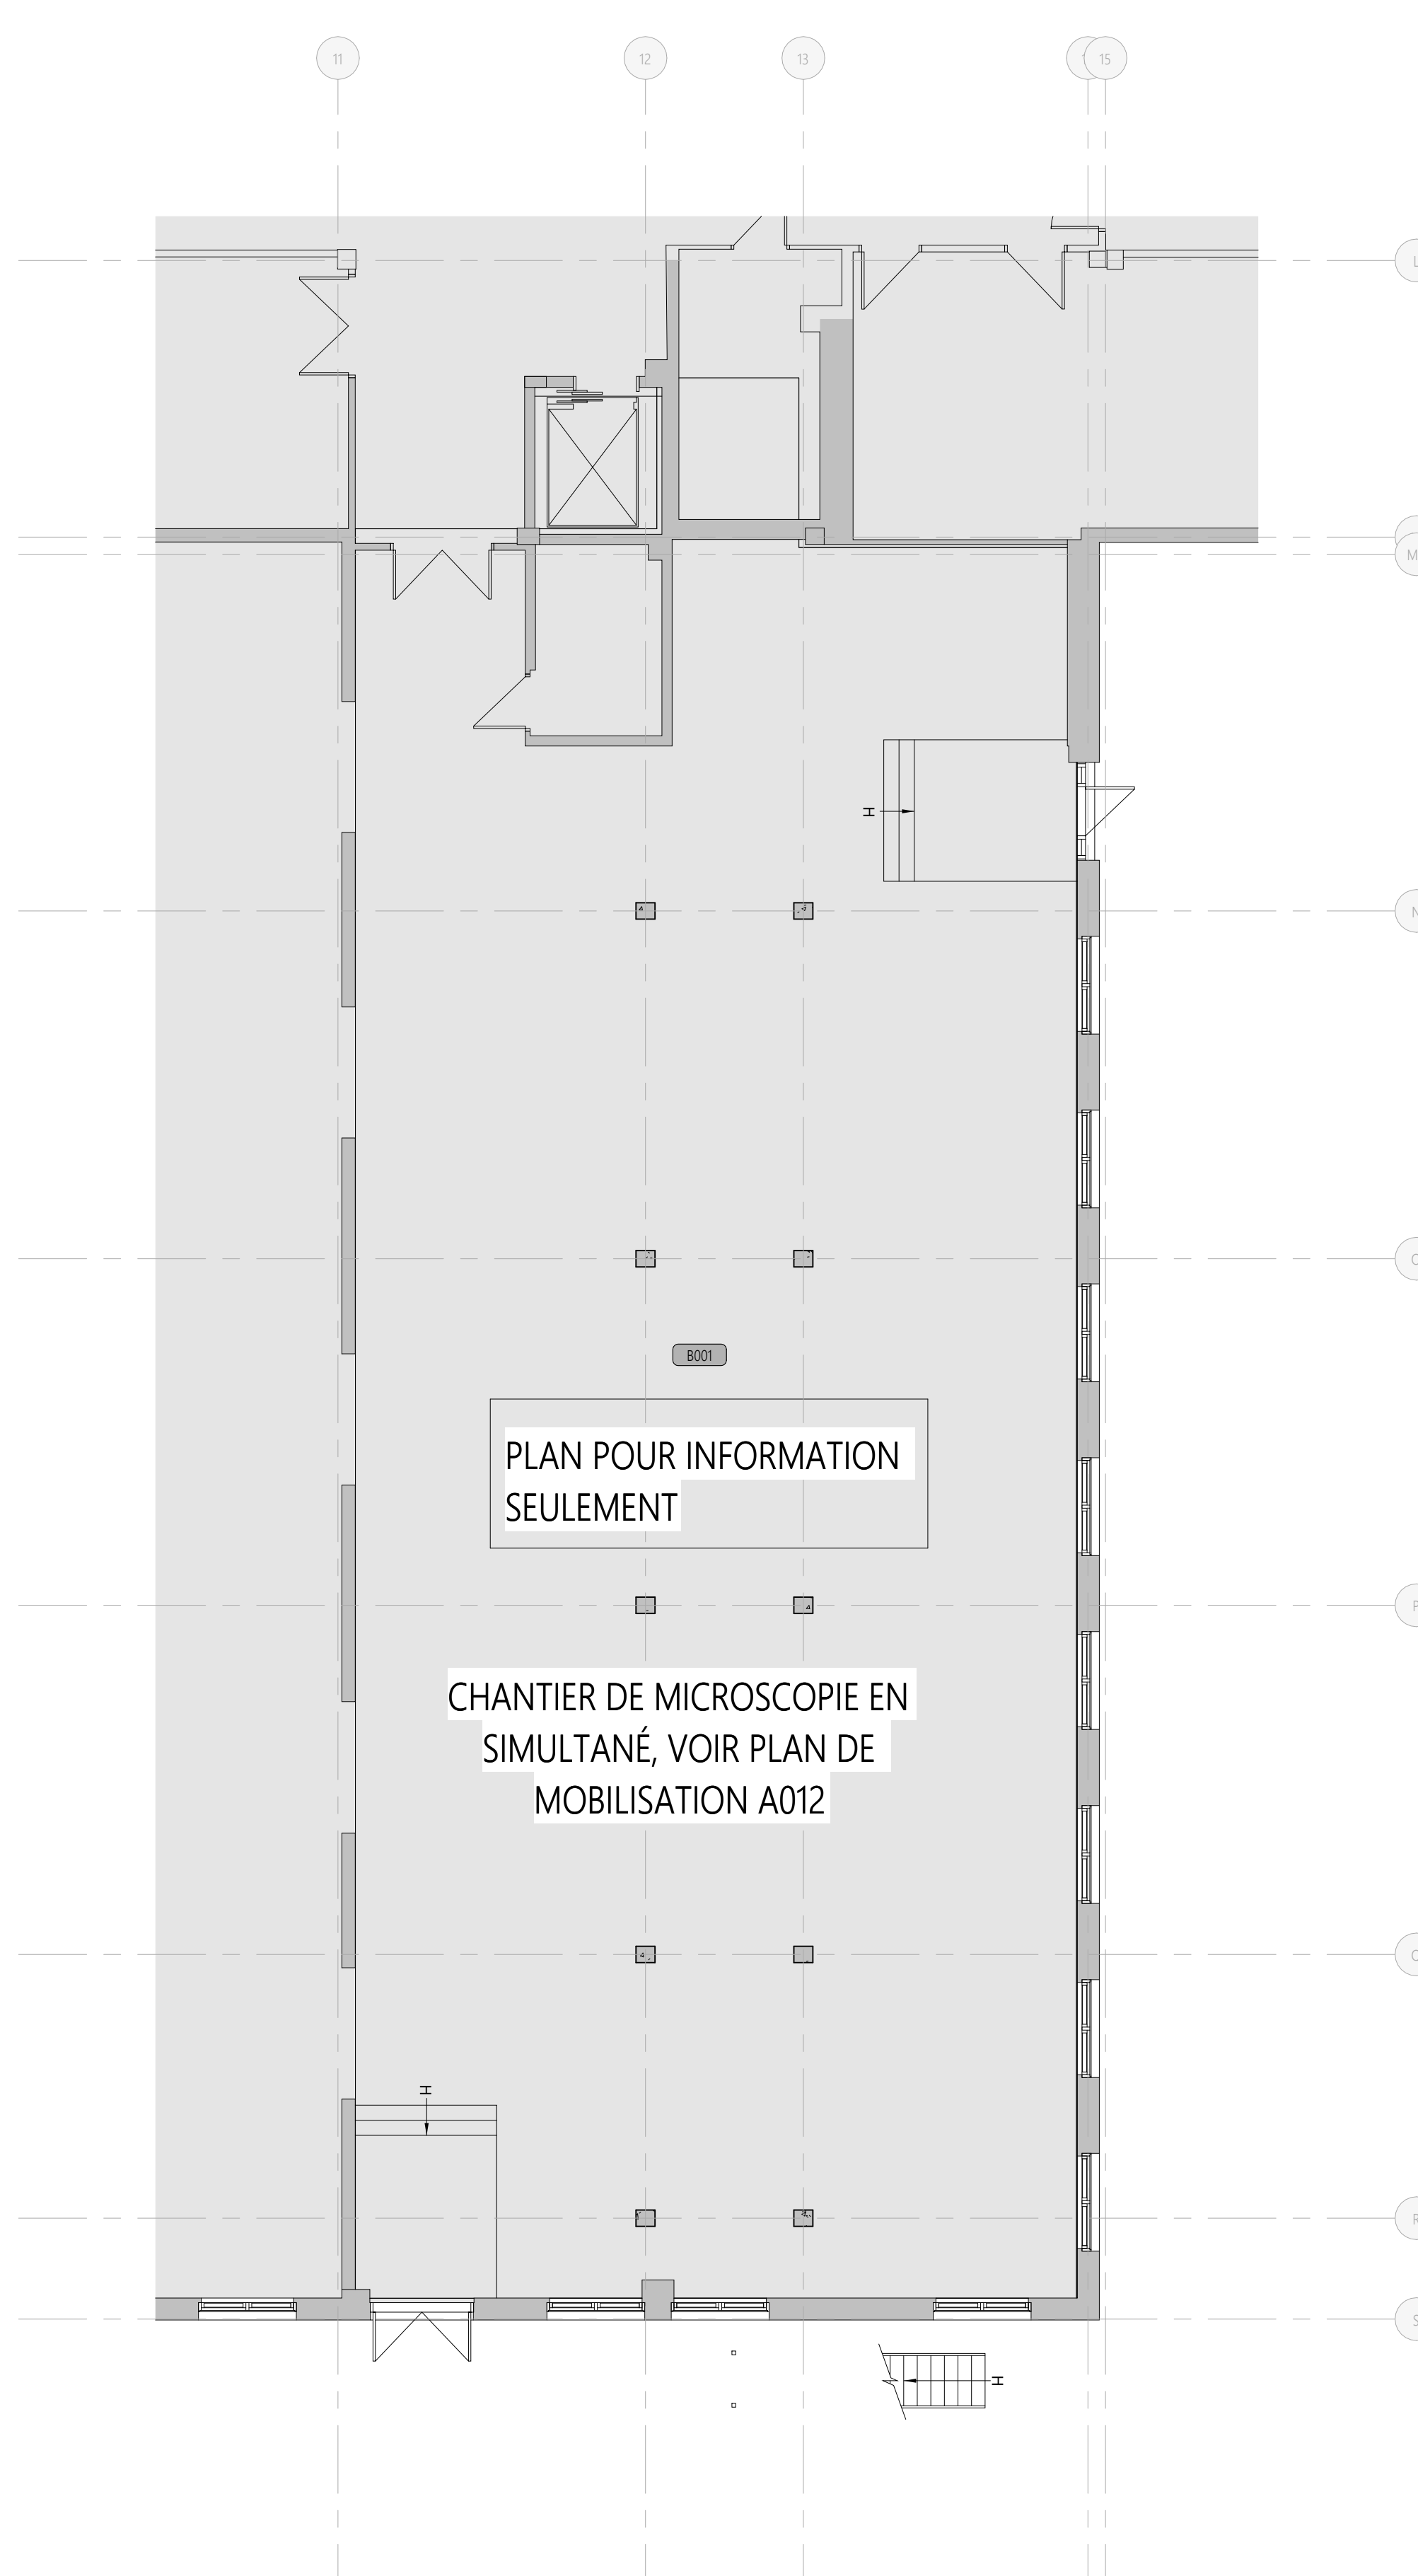 11
12
13
15
L
M
H
N
B001
PLAN POUR INFORMATION
SEULEMENT
P
CHANTIER DE MICROSCOPIE EN
SIMULTANÉ, VOIR PLAN DE
MOBILISATION A012
H
R
S
H